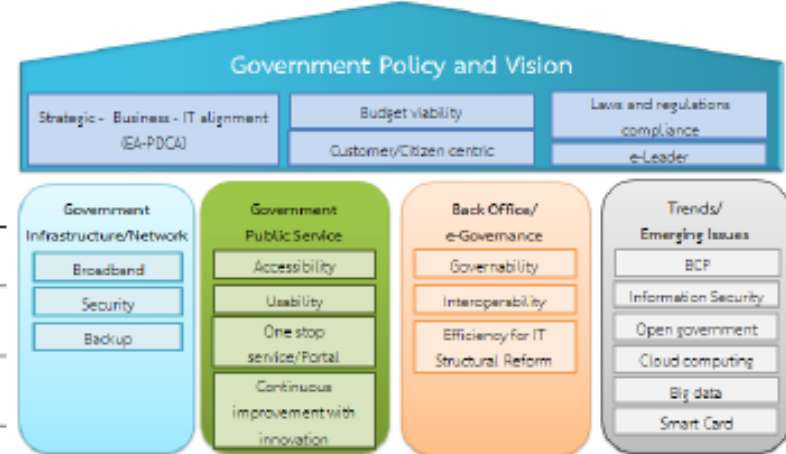 Government Policy and Vision
Strategic - Business - IT alignment
(EA-PDCA)
Budget viability
Customer/Citizen centric
Laws and regulations
compliance
e-Leader
Government
Infrastructure/Network
Broadband
Security
Backup
Government
Public Service
Accessibility
Usability
One stop
service/Portal
Continuous
improvement with
innovation
Back Office/
e-Governance
Governability
Interoperability
Efficiency for IT
Structural Reform
Trends/
Emerging Issues
BCP
Information Security
Open government
Cloud computing
Big data
Smart Card